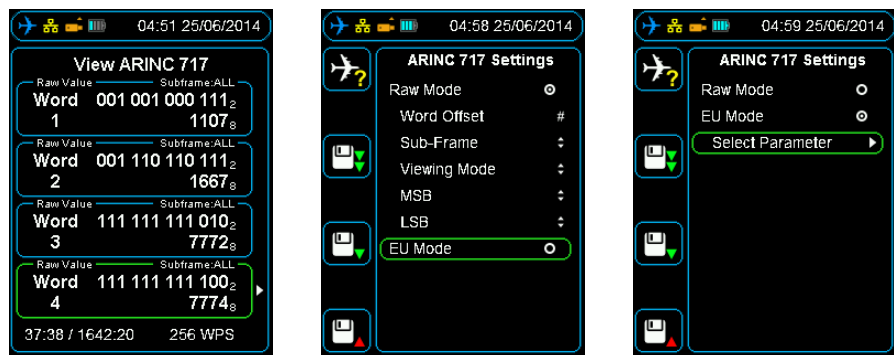 04:51 25/06/2014
View ARINC 717
Raw Value Subframe:ALL
Word 001 001 000 111₂
1 1107₈
Raw Value Subframe:ALL
Word 001 110 110 111₂
2 1667₈
Raw Value Subframe:ALL
Word 111 111 111 010₂
3 7772₈
Raw Value Subframe:ALL
Word 111 111 111 100₂
4 7774₈
37:38 / 1642:20 256 WPS
04:58 25/06/2014
?
ARINC 717 Settings
Raw Mode
Word Offset #
Sub-Frame
Viewing Mode
MSB
LSB
EU Mode
04:59 25/06/2014
?
ARINC 717 Settings
Raw Mode
EU Mode
Select Parameter